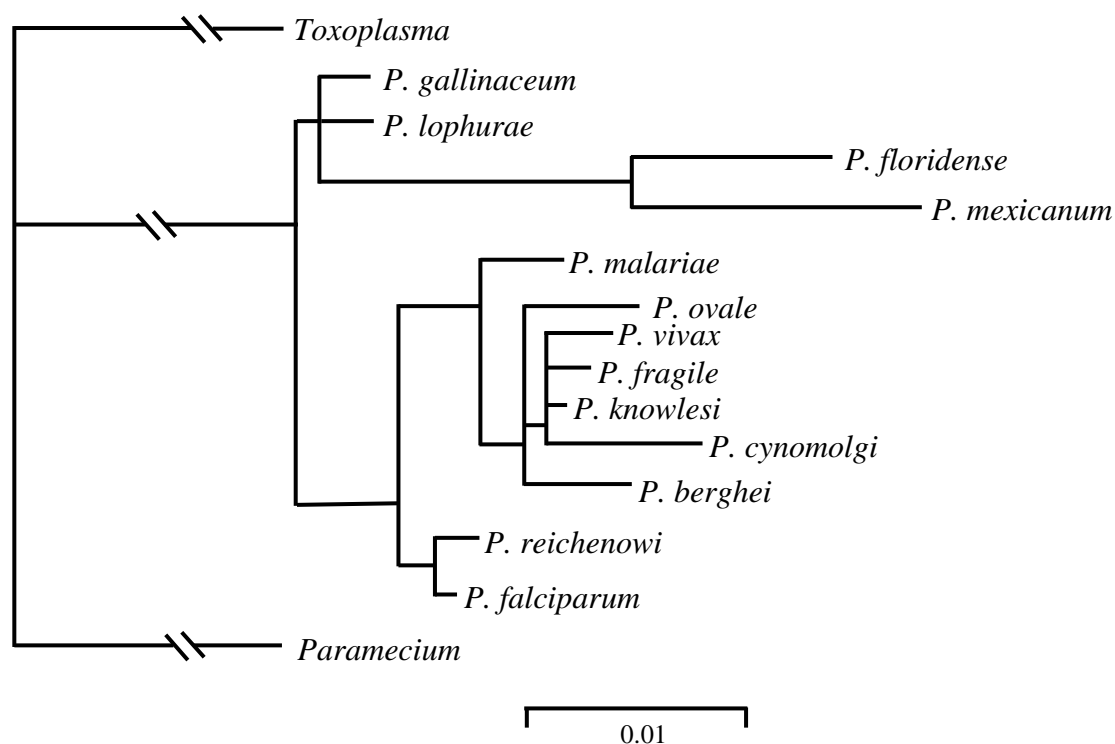 Toxoplasma
P. gallinaceum
P. lophurae
P. floridense
P. mexicanum
P. malariae
P. ovale
P. vivax
P. fragile
P. knowlesi
P. cynomolgi
P. berghei
P. reichenowi
P. falciparum
Paramecium
0.01